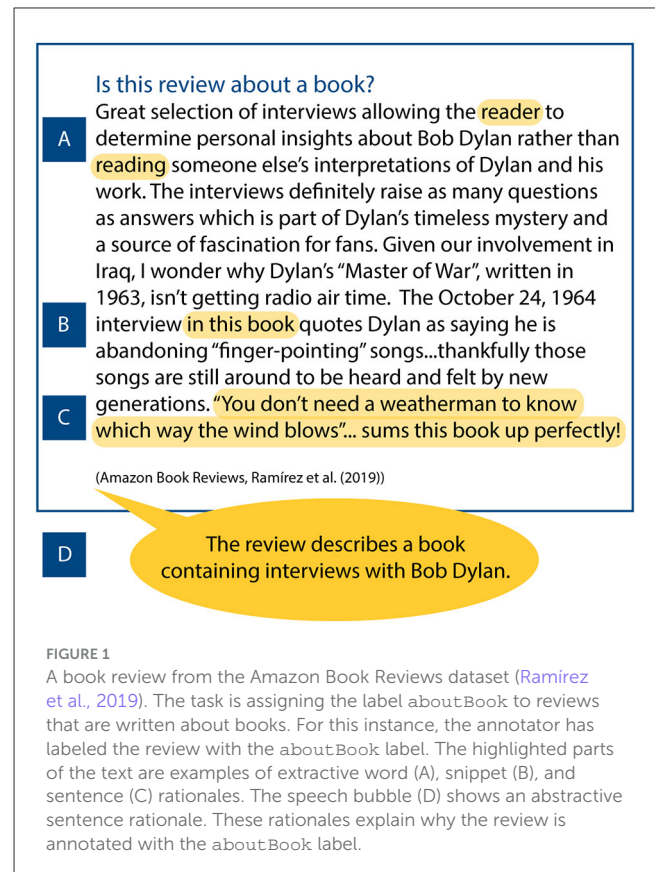 Is this review about a book?
Great selection of interviews allowing the reader to
A
determine personal insights about Bob Dylan rather than
reading someone else's interpretations of Dylan and his
work. The interviews definitely raise as many questions
as answers which is part of Dylan's timeless mystery and
a source of fascination for fans. Given our involvement in
Iraq, I wonder why Dylan's “Master of War”, written in
1963, isn't getting radio air time. The October 24, 1964
B
interview in this book quotes Dylan as saying he is
abandoning “finger-pointing” songs...thankfully those
songs are still around to be heard and felt by new
generations. “You don't need a weatherman to know
C
which way the wind blows”... sums this book up perfectly!
(Amazon Book Reviews, Ramírez et al. (2019))
D
The review describes a book
containing interviews with Bob Dylan.
FIGURE 1
A book review from the Amazon Book Reviews dataset (Ramírez
et al., 2019). The task is assigning the label aboutBook to reviews
that are written about books. For this instance, the annotator has
labeled the review with the aboutBook label. The highlighted parts
of the text are examples of extractive word (A), snippet (B), and
sentence (C) rationales. The speech bubble (D) shows an abstractive
sentence rationale. These rationales explain why the review is
annotated with the aboutBook label.